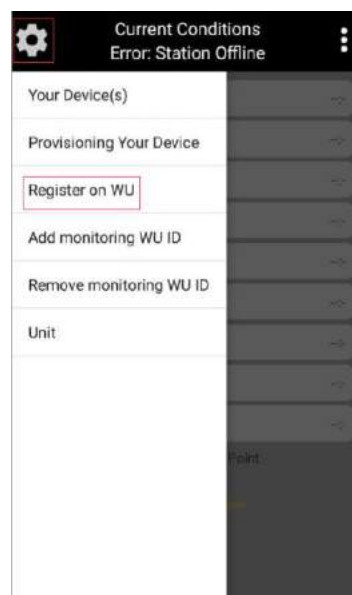 Current Conditions
Error: Station Offline
Your Device(s)
Provisioning Your Device
Register on WU
Add monitoring WU ID
Remove monitoring WU ID
Unit
Point